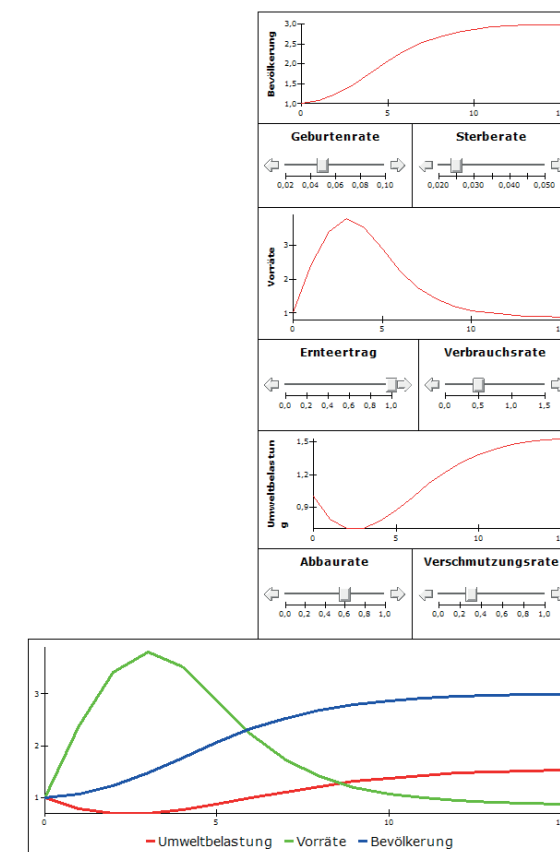 Bevölkerung
3,0
2,5
2,0
1,5
1,0
0 5 10
Geburtenrate Sterberate
0,02 0,04 0,06 0,08 0,10 0,020 0,030 0,040 0,050
Vorräte
3
2
1
0 5 10
Ernteertrag Verbrauchsrate
0,0 0,2 0,4 0,6 0,8 1,0 0,0 0,5 1,0 1,5
Umweltbelastun
g
1,5
1,2
0,9
5 10
Abbaurate Verschmutzungsrate
0,0 0,2 0,4 0,6 0,8 1,0 0,0 0,2 0,4 0,6 0,8 1,0
3
2
1
0 5 10
Umweltbelastung Vorräte Bevölkerung